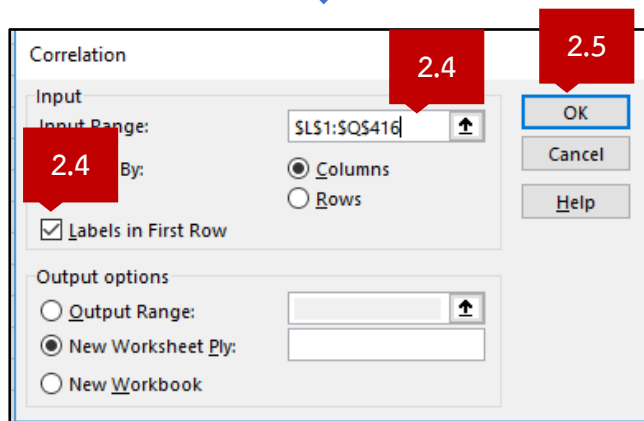 Correlation
2.4
2.5
Input
Input Range:
$L$1:$Q$416
OK
2.4
By:
Columns
Cancel
Rows
Help
Labels in First Row
Output options
Output Range:
New Worksheet Ply:
New Workbook